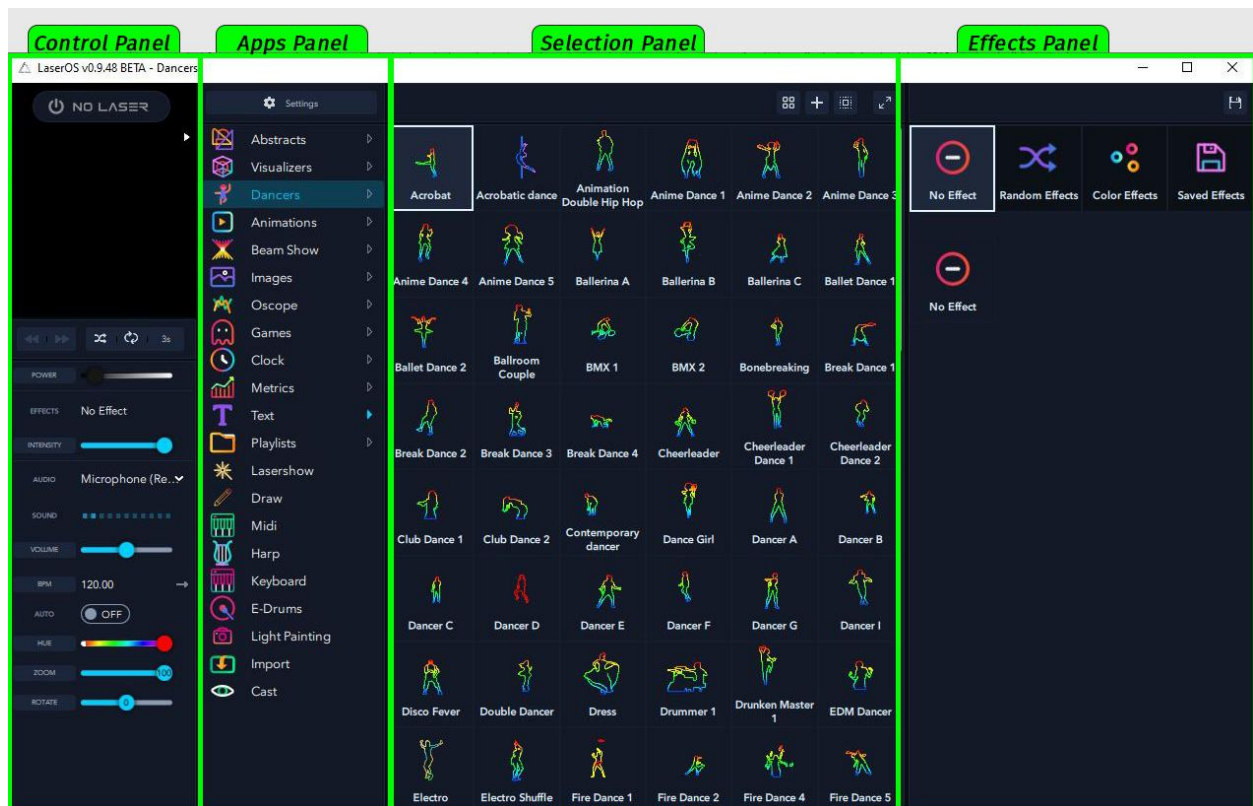 Control Panel
Apps Panel
Selection Panel
Effects Panel
LaserOS v0.9.48 BETA - Dancers
NO LASER
3s
POWER
EFFECTS No Effect
INTENSITY
AUDIO Microphone (Re..
SOUND
VOLUME
BPM 120.00
AUTO OFF
HUE
ZOOM 100
ROTATE 0
Settings
Abstracts
Visualizers
Dancers
Animations
Beam Show
Images
Oscope
Games
Clock
Metrics
Text
Playlists
Lasershow
Draw
Midi
Harp
Keyboard
E-Drums
Light Painting
Import
Cast
Acrobat
Acrobatic dance
Animation
Double Hip Hop
Anime Dance 1
Anime Dance 2
Anime Dance 3
Anime Dance 4
Anime Dance 5
Ballerina A
Ballerina B
Ballerina C
Ballet Dance 1
Ballet Dance 2
Ballroom
Couple
BMX 1
BMX 2
Bonebreaking
Break Dance 1
Break Dance 2
Break Dance 3
Break Dance 4
Cheerleader
Cheerleader
Dance 1
Cheerleader
Dance 2
Club Dance 1
Club Dance 2
Contemporary
dancer
Dance Girl
Dancer A
Dancer B
Dancer C
Dancer D
Dancer E
Dancer F
Dancer G
Dancer I
Disco Fever
Double Dancer
Dress
Drummer 1
Drunken Master
1
EDM Dancer
Electro
Electro Shuffle
Fire Dance 1
Fire Dance 2
Fire Dance 4
Fire Dance 5
No Effect
Random Effects
Color Effects
Saved Effects
No Effect